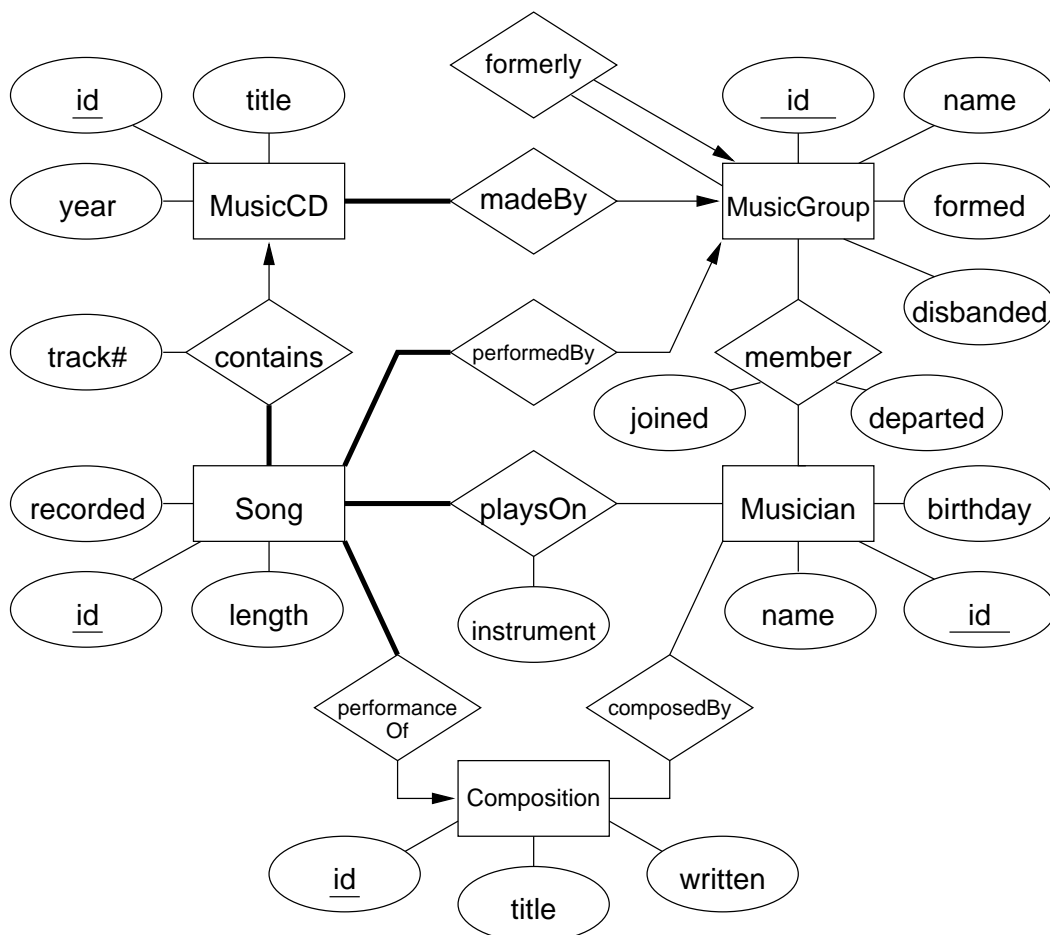 formerly
id
title
id
name
year
MusicCD
madeBy
MusicGroup
formed
disbanded
track#
contains
performedBy
member
joined
departed
recorded
Song
playsOn
Musician
birthday
id
length
instrument
name
id
performance
Of
composedBy
Composition
id
title
written